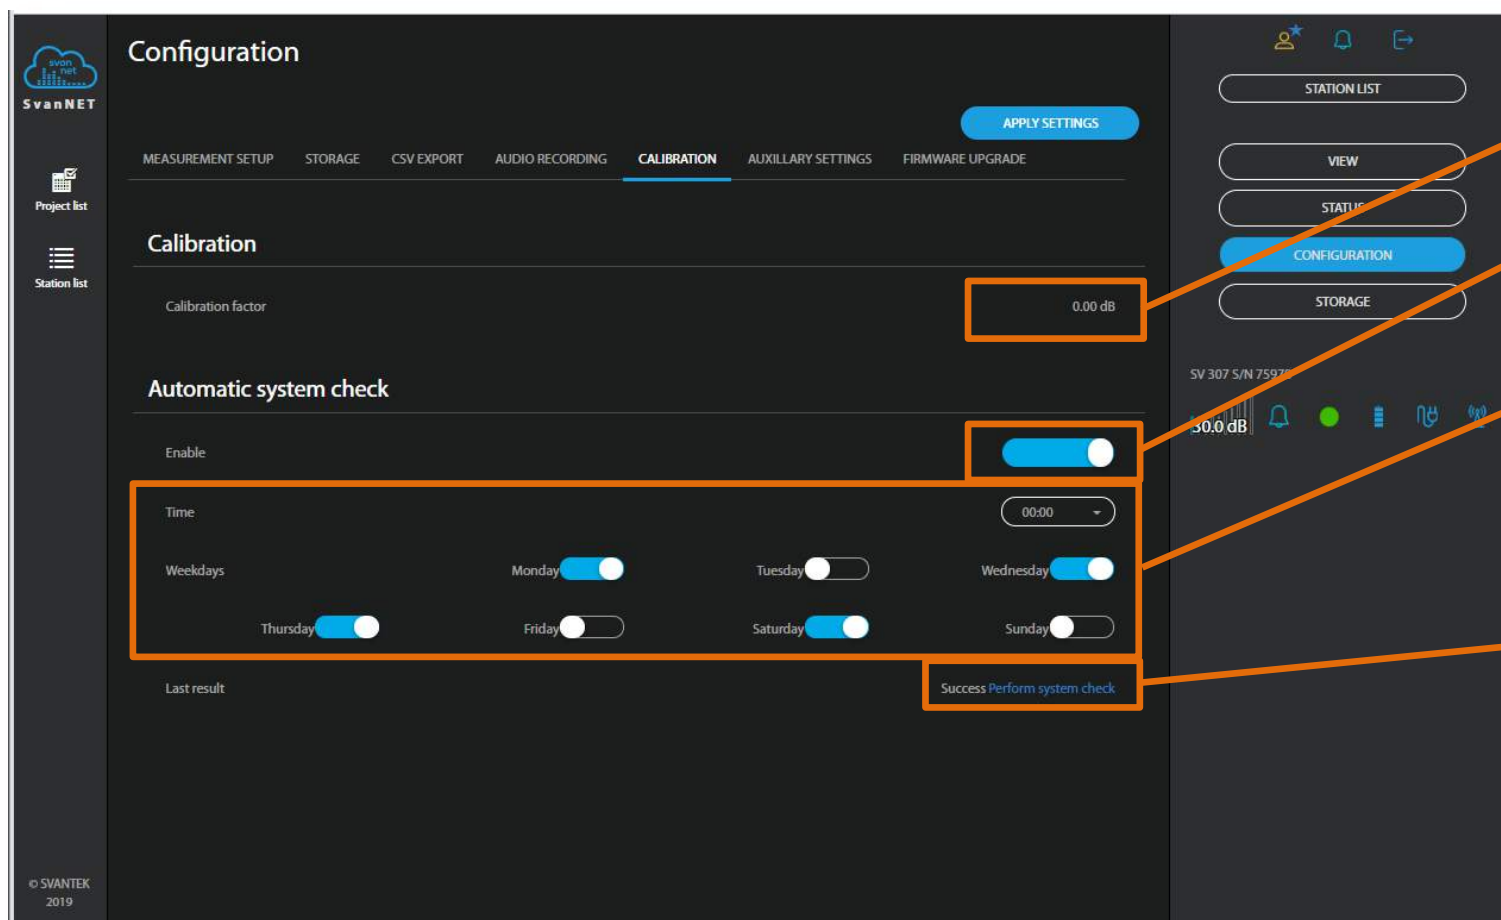 svan
net
SvanNET
Project list
Station list
© SVANTEK
2019
Configuration
APPLY SETTINGS
MEASUREMENT SETUP STORAGE CSV EXPORT AUDIO RECORDING CALIBRATION AUXILLARY SETTINGS FIRMWARE UPGRADE
Calibration
Calibration factor 0.00 dB
Automatic system check
Enable
Time 00:00
Weekdays Monday Tuesday Wednesday
Thursday Friday Saturday Sunday
Last result Success Perform system check
STATION LIST
VIEW
STATUS
CONFIGURATION
STORAGE
SV 307 S/N
30.0 dB